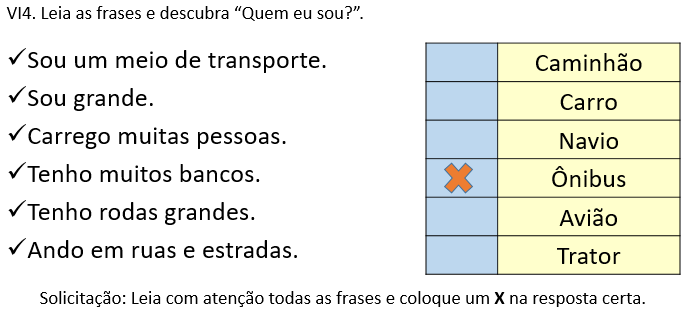 VI4. Leia as frases e descubra “Quem eu sou?”.
✓Sou um meio de transporte.
✓Sou grande.
✓Carrego muitas pessoas.
✓Tenho muitos bancos.
✓Tenho rodas grandes.
✓Ando em ruas e estradas.
Caminhão
Carro
Navio
Ônibus
Avião
Trator
Solicitação: Leia com atenção todas as frases e coloque um X na resposta certa.